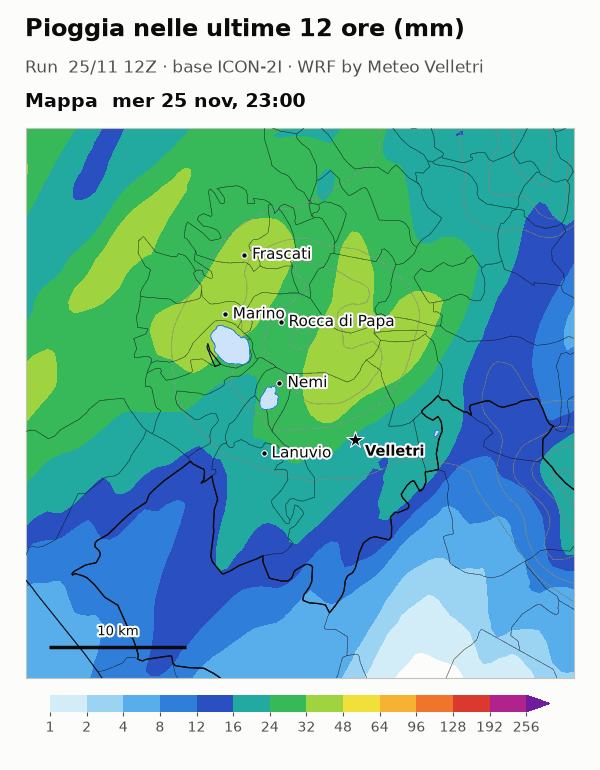 Pioggia nelle ultime 12 ore (mm)
Run 25/11 12Z · base ICON-2I · WRF by Meteo Velletri
Mappa mer 25 nov, 23:00
Frascati
Marino
Rocca di Papa
Nemi
Velletri
Lanuvio
10 km
1 2 4 8 12 16 24 32 48 64 96 128 192 256